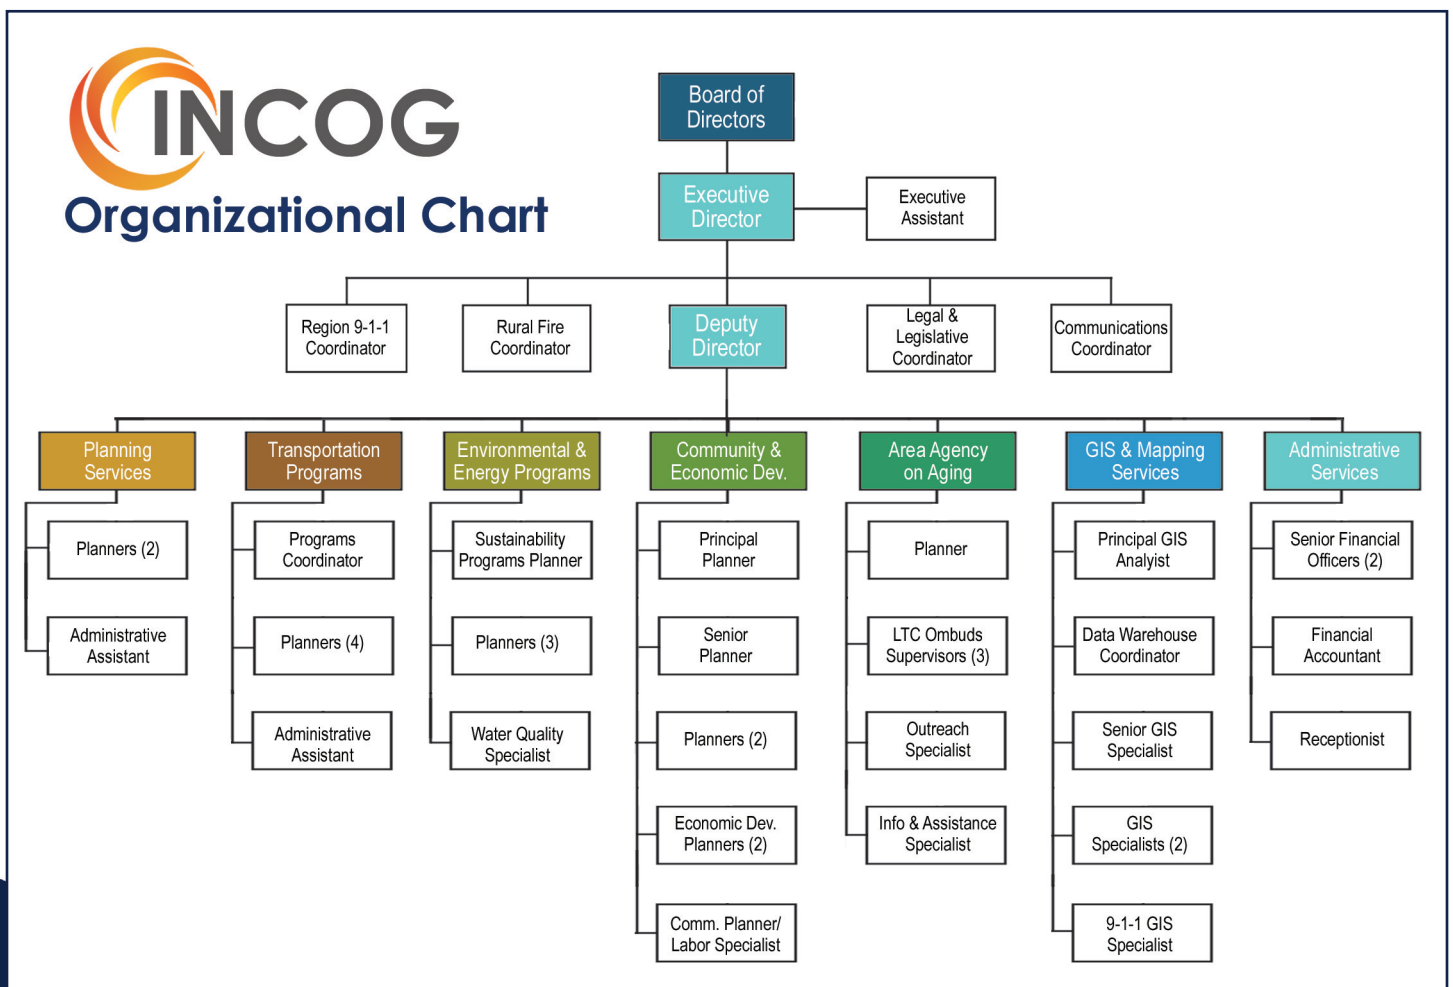 INCOG
Organizational Chart
Board of
Directors
Executive
Director
Executive
Assistant
Region 9-1-1
Coordinator
Rural Fire
Coordinator
Deputy
Director
Legal &
Legislative
Coordinator
Communications
Coordinator
Planning
Services
Transportation
Programs
Environmental &
Energy Programs
Community &
Economic Dev.
Area Agency
on Aging
GIS & Mapping
Services
Administrative
Services
Planners (2)
Administrative
Assistant
Programs
Coordinator
Planners (4)
Administrative
Assistant
Sustainability
Programs Planner
Planners (3)
Water Quality
Specialist
Principal
Planner
Senior
Planner
Planners (2)
Economic Dev.
Planners (2)
Comm. Planner/
Labor Specialist
Planner
LTC Ombuds
Supervisors (3)
Outreach
Specialist
Info & Assistance
Specialist
Principal GIS
Analyist
Data Warehouse
Coordinator
Senior GIS
Specialist
GIS
Specialists (2)
9-1-1 GIS
Specialist
Senior Financial
Officers (2)
Financial
Accountant
Receptionist